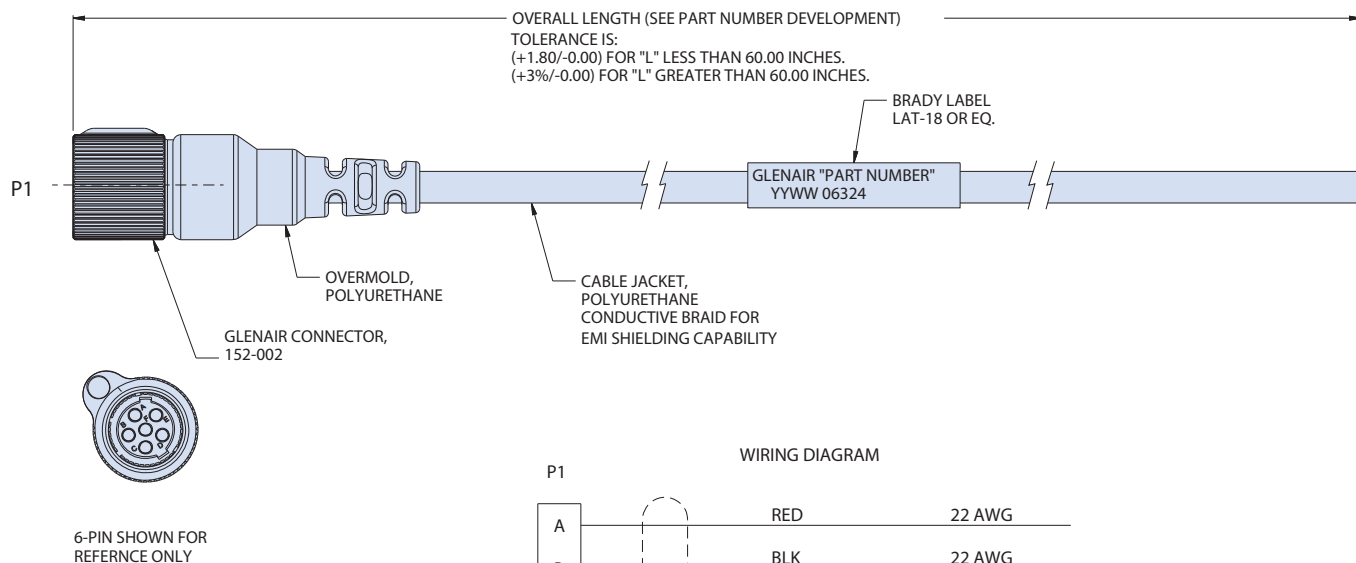 OVERALL LENGTH (SEE PART NUMBER DEVELOPMENT)
TOLERANCE IS:
(+1.80/-0.00) FOR "L" LESS THAN 60.00 INCHES.
(+3%/-0.00) FOR "L" GREATER THAN 60.00 INCHES.
BRADY LABEL
LAT-18 OR EQ.
P1
GLENAIR "PART NUMBER"
YYWW 06324
OVERMOLD,
POLYURETHANE
CABLE JACKET,
POLYURETHANE
CONDUCTIVE BRAID FOR
EMI SHIELDING CAPABILITY
GLENAIR CONNECTOR,
152-002
A
F
E
B
D
C
6-PIN SHOWN FOR
REFERNCE ONLY
WIRING DIAGRAM
P1
A
RED 22 AWG
BLK 22 AWG